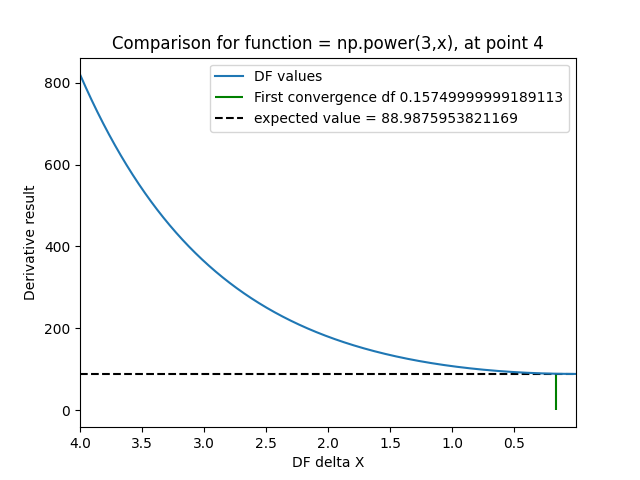 Comparison for function = np.power(3,x), at point 4
DF values
First convergence df 0.15749999999189113
expected value = 88.9875953821169
Derivative result
800
600
400
200
0
4.0 3.5 3.0 2.5 2.0 1.5 1.0 0.5
DF delta X